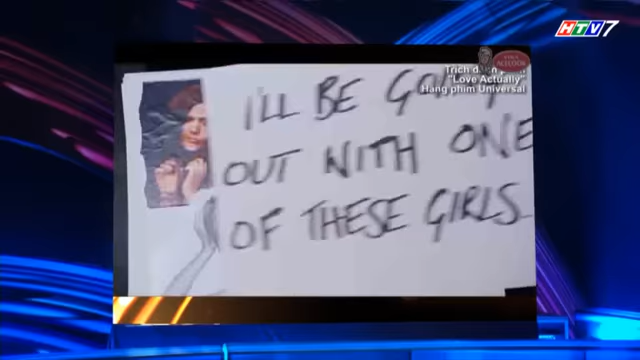 HTV7
"Love Actually"
Hãng phim Universal
I'LL BE
OUT WITH ONE
OF THESE GIRLS